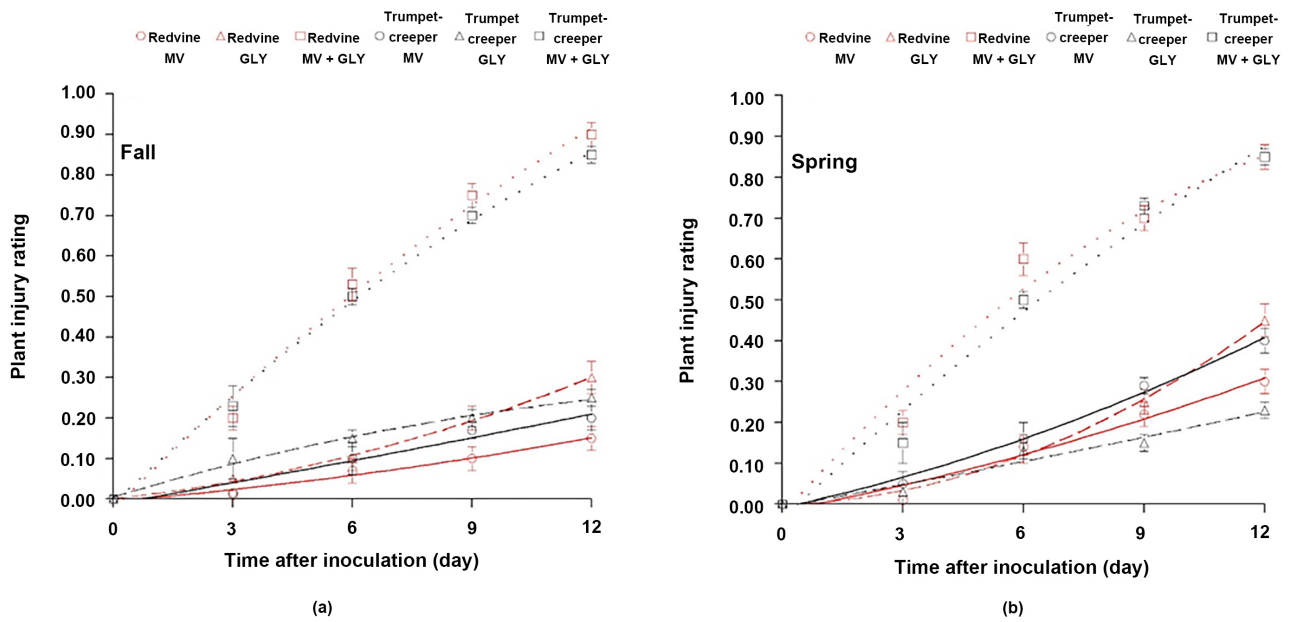 Trumpet- Trumpet Trumpet-
Redvine Redvine Redvine creeper creeper creeper
MV GLY MV + GLY MV GLY MV + GLY
1.00
0.90
0.80
0.70
0.60
0.50
0.40
0.30
0.20
0.10
0.00
Fall
Plant injury rating
0 3 6 9 12
Time after inoculation (day)
(a)
Trumpet- Trumpet- Trumpet-
Redvine Redvine Redvine creeper creeper creeper
MV GLY MV + GLY MV GLY MV + GLY
1.00
0.90
0.80
0.70
0.60
0.50
0.40
0.30
0.20
0.10
0.00
Spring
Plant injury rating
0 3 6 9 12
Time after inoculation (day)
(b)